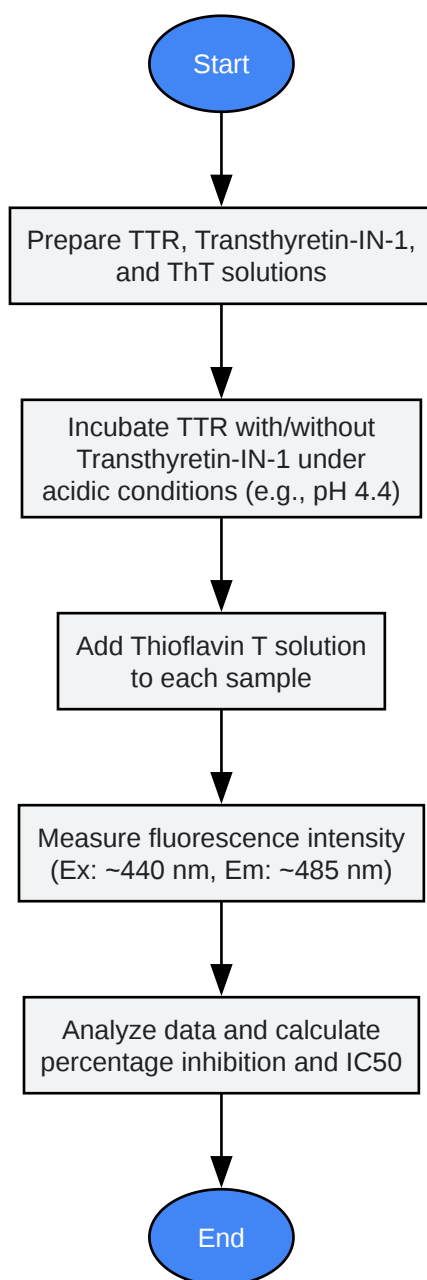 Start
Prepare TTR, Transthyretin-IN-1,
and ThT solutions
Incubate TTR with/without
Transthyretin-IN-1 under
acidic conditions (e.g., pH 4.4)
Add Thioflavin T solution
to each sample
Measure fluorescence intensity
(Ex: ~440 nm, Em: ~485 nm)
Analyze data and calculate
percentage inhibition and IC50
End